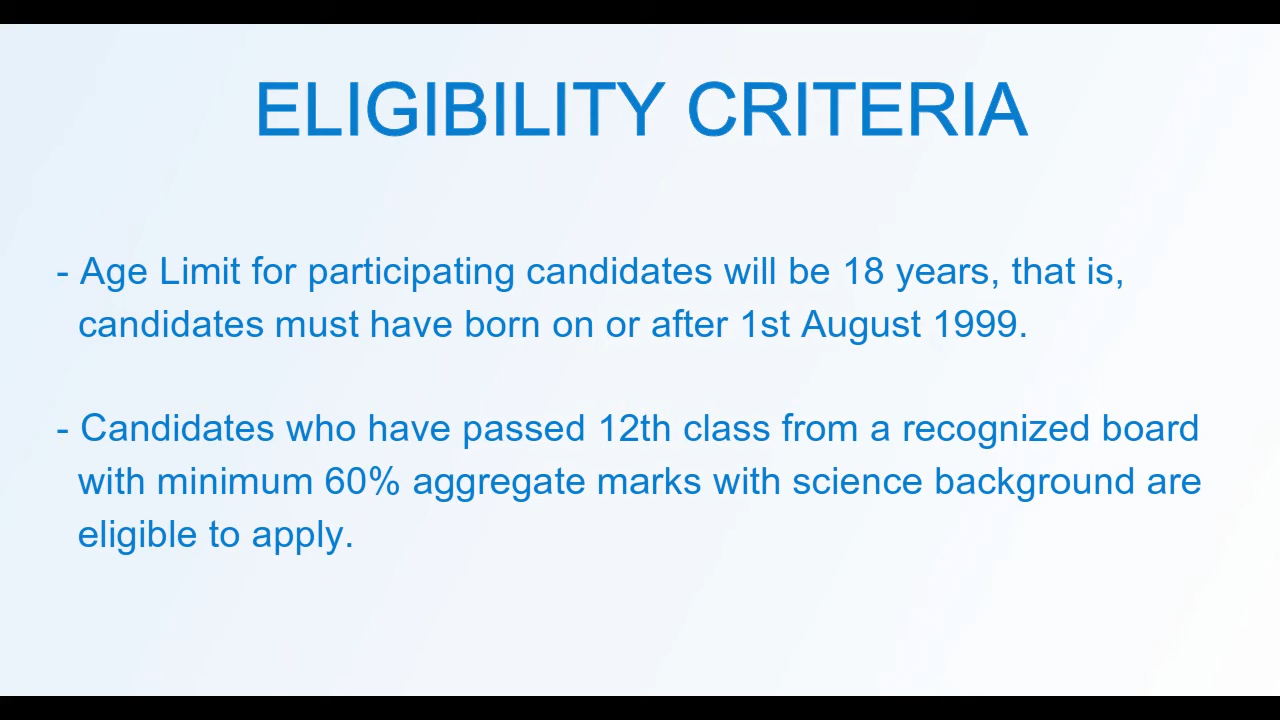 ELIGIBILITY CRITERIA
- Age Limit for participating candidates will be 18 years, that is,
candidates must have born on or after 1st August 1999.
- Candidates who have passed 12th class from a recognized board
with minimum 60% aggregate marks with science background are
eligible to apply.